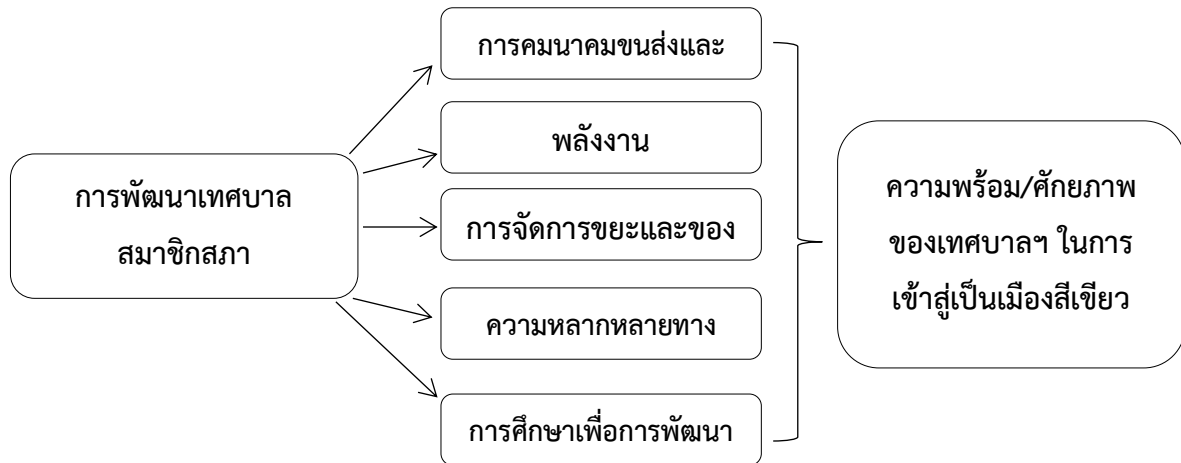 การพัฒนาเทศบาล
สมาชิกสภา
การคมนาคมขนส่งและ
พลังงาน
การจัดการขยะและของ
ความหลากหลายทาง
การศึกษาเพื่อการพัฒนา
ความพร้อม/ศักยภาพ
ของเทศบาลฯ ในการ
เข้าสู่เป็นเมืองสีเขียว